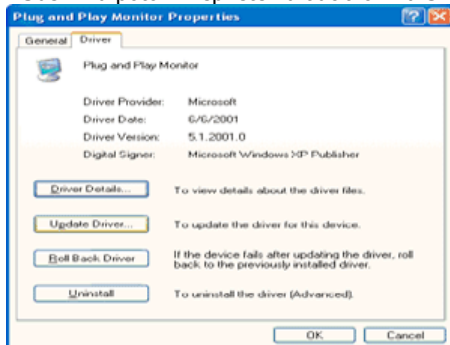 Plug and Play Monitor Properties
General Driver
Plug and Play Monitor
Driver Provider: Microsoft
Driver Date: 6/6/2001
Driver Version: 5.1.2001.0
Digital Signer: Microsoft Windows XP Publisher
Driver Details... To view details about the driver files.
Update Driver... To update the driver for this device.
Roll Back Driver If the device fails after updating the driver, roll
back to the previously installed driver.
Uninstall To uninstall the driver (Advanced).
OK Cancel